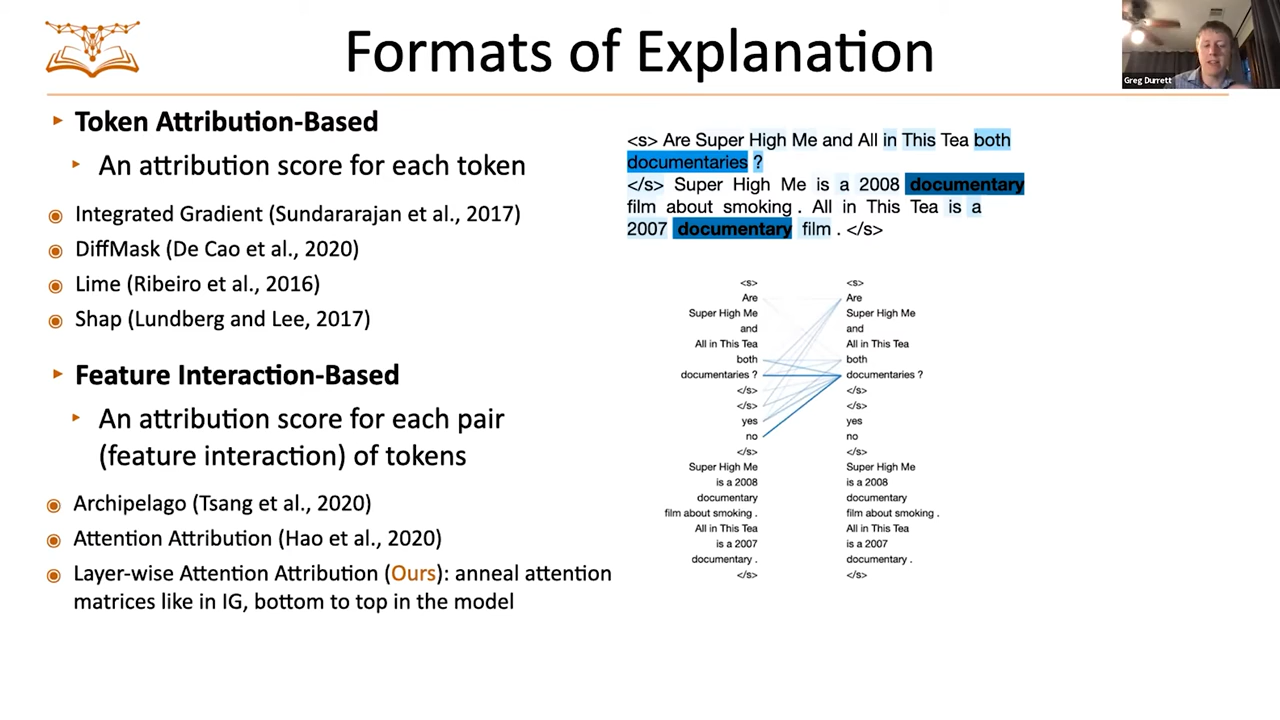 Formats of Explanation
Greg Durrett
Token Attribution-Based
An attribution score for each token
Integrated Gradient (Sundararajan et al., 2017)
DiffMask (De Cao et al., 2020)
Lime (Ribeiro et al., 2016)
Shap (Lundberg and Lee, 2017)
Feature Interaction-Based
An attribution score for each pair
(feature interaction) of tokens
Archipelago (Tsang et al., 2020)
Attention Attribution (Hao et al., 2020)
Layer-wise Attention Attribution (Ours): anneal attention
matrices like in IG, bottom to top in the model
<s> Are Super High Me and All in This Tea both
documentaries ?
</s> Super High Me is a 2008 documentary
film about smoking . All in This Tea is a
2007 documentary film . </s>
<s> <s>
Are Are
Super High Me Super High Me
and and
All in This Tea All in This Tea
both both
documentaries ? documentaries ?
</s> </s>
</s> </s>
yes yes
no no
</s> </s>
Super High Me Super High Me
is a 2008 is a 2008
documentary documentary
film about smoking . film about smoking .
All in This Tea All in This Tea
is a 2007 is a 2007
documentary . documentary .
</s> </s>